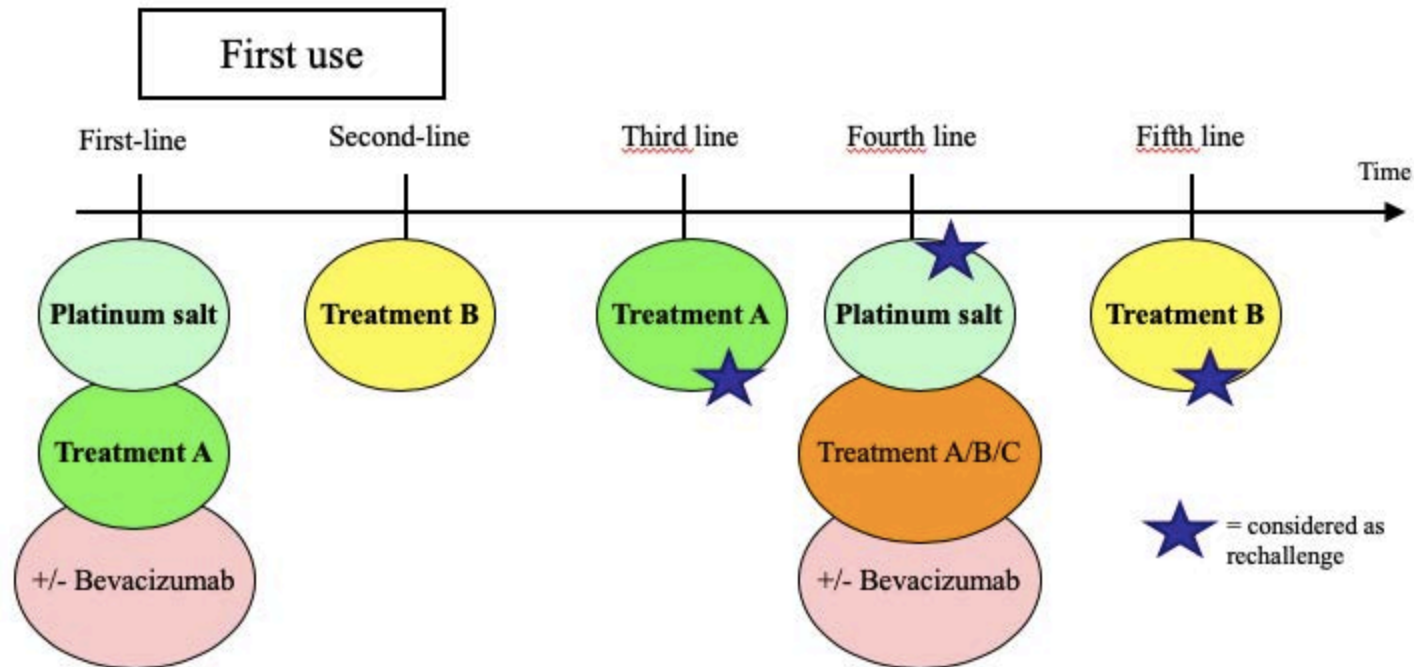 First use
First-line
Second-line
Third line
Fourth line
Fifth line
Time
Platinum salt
Treatment B
Treatment A
Platinum salt
Treatment B
Treatment A
Treatment A/B/C
+/- Bevacizumab
+/- Bevacizumab
= considered as
rechallenge